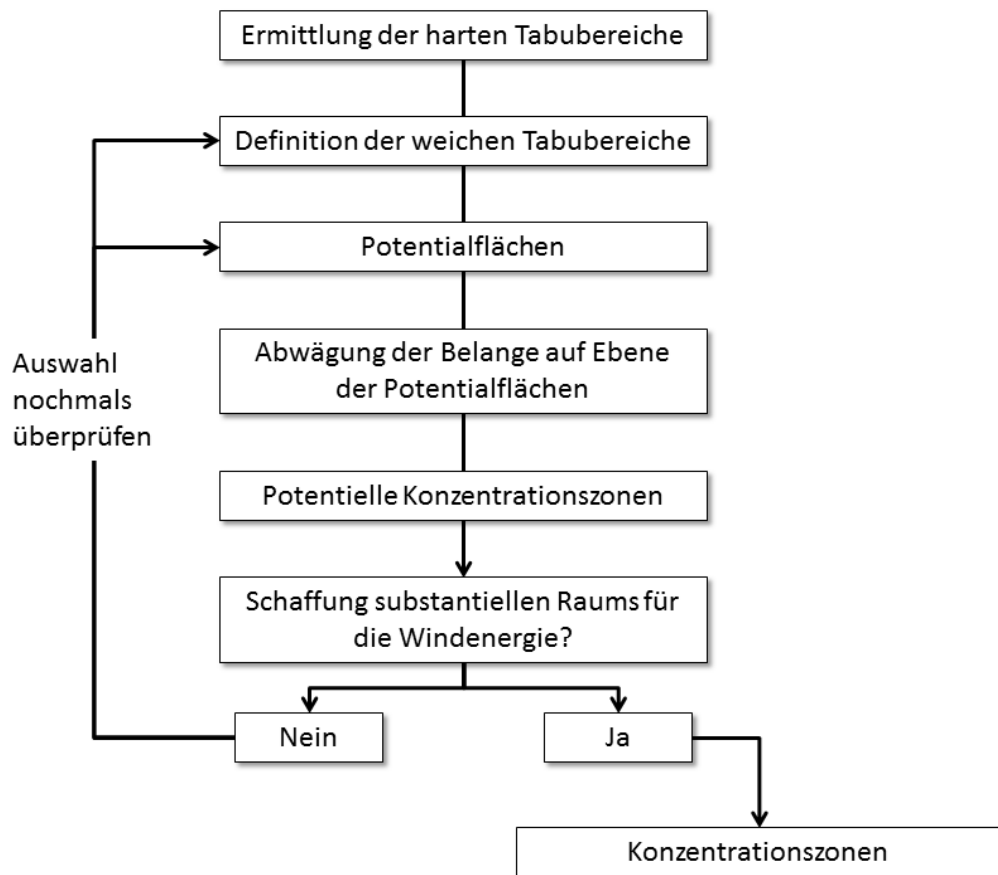 Ermittlung der harten Tabubereiche
Definition der weichen Tabubereiche
Potentialflächen
Abwägung der Belange auf Ebene
der Potentialflächen
Auswahl
nochmals
überprüfen
Potentielle Konzentrationszonen
Schaffung substantiellen Raums für
die Windenergie?
Nein
Ja
Konzentrationszonen